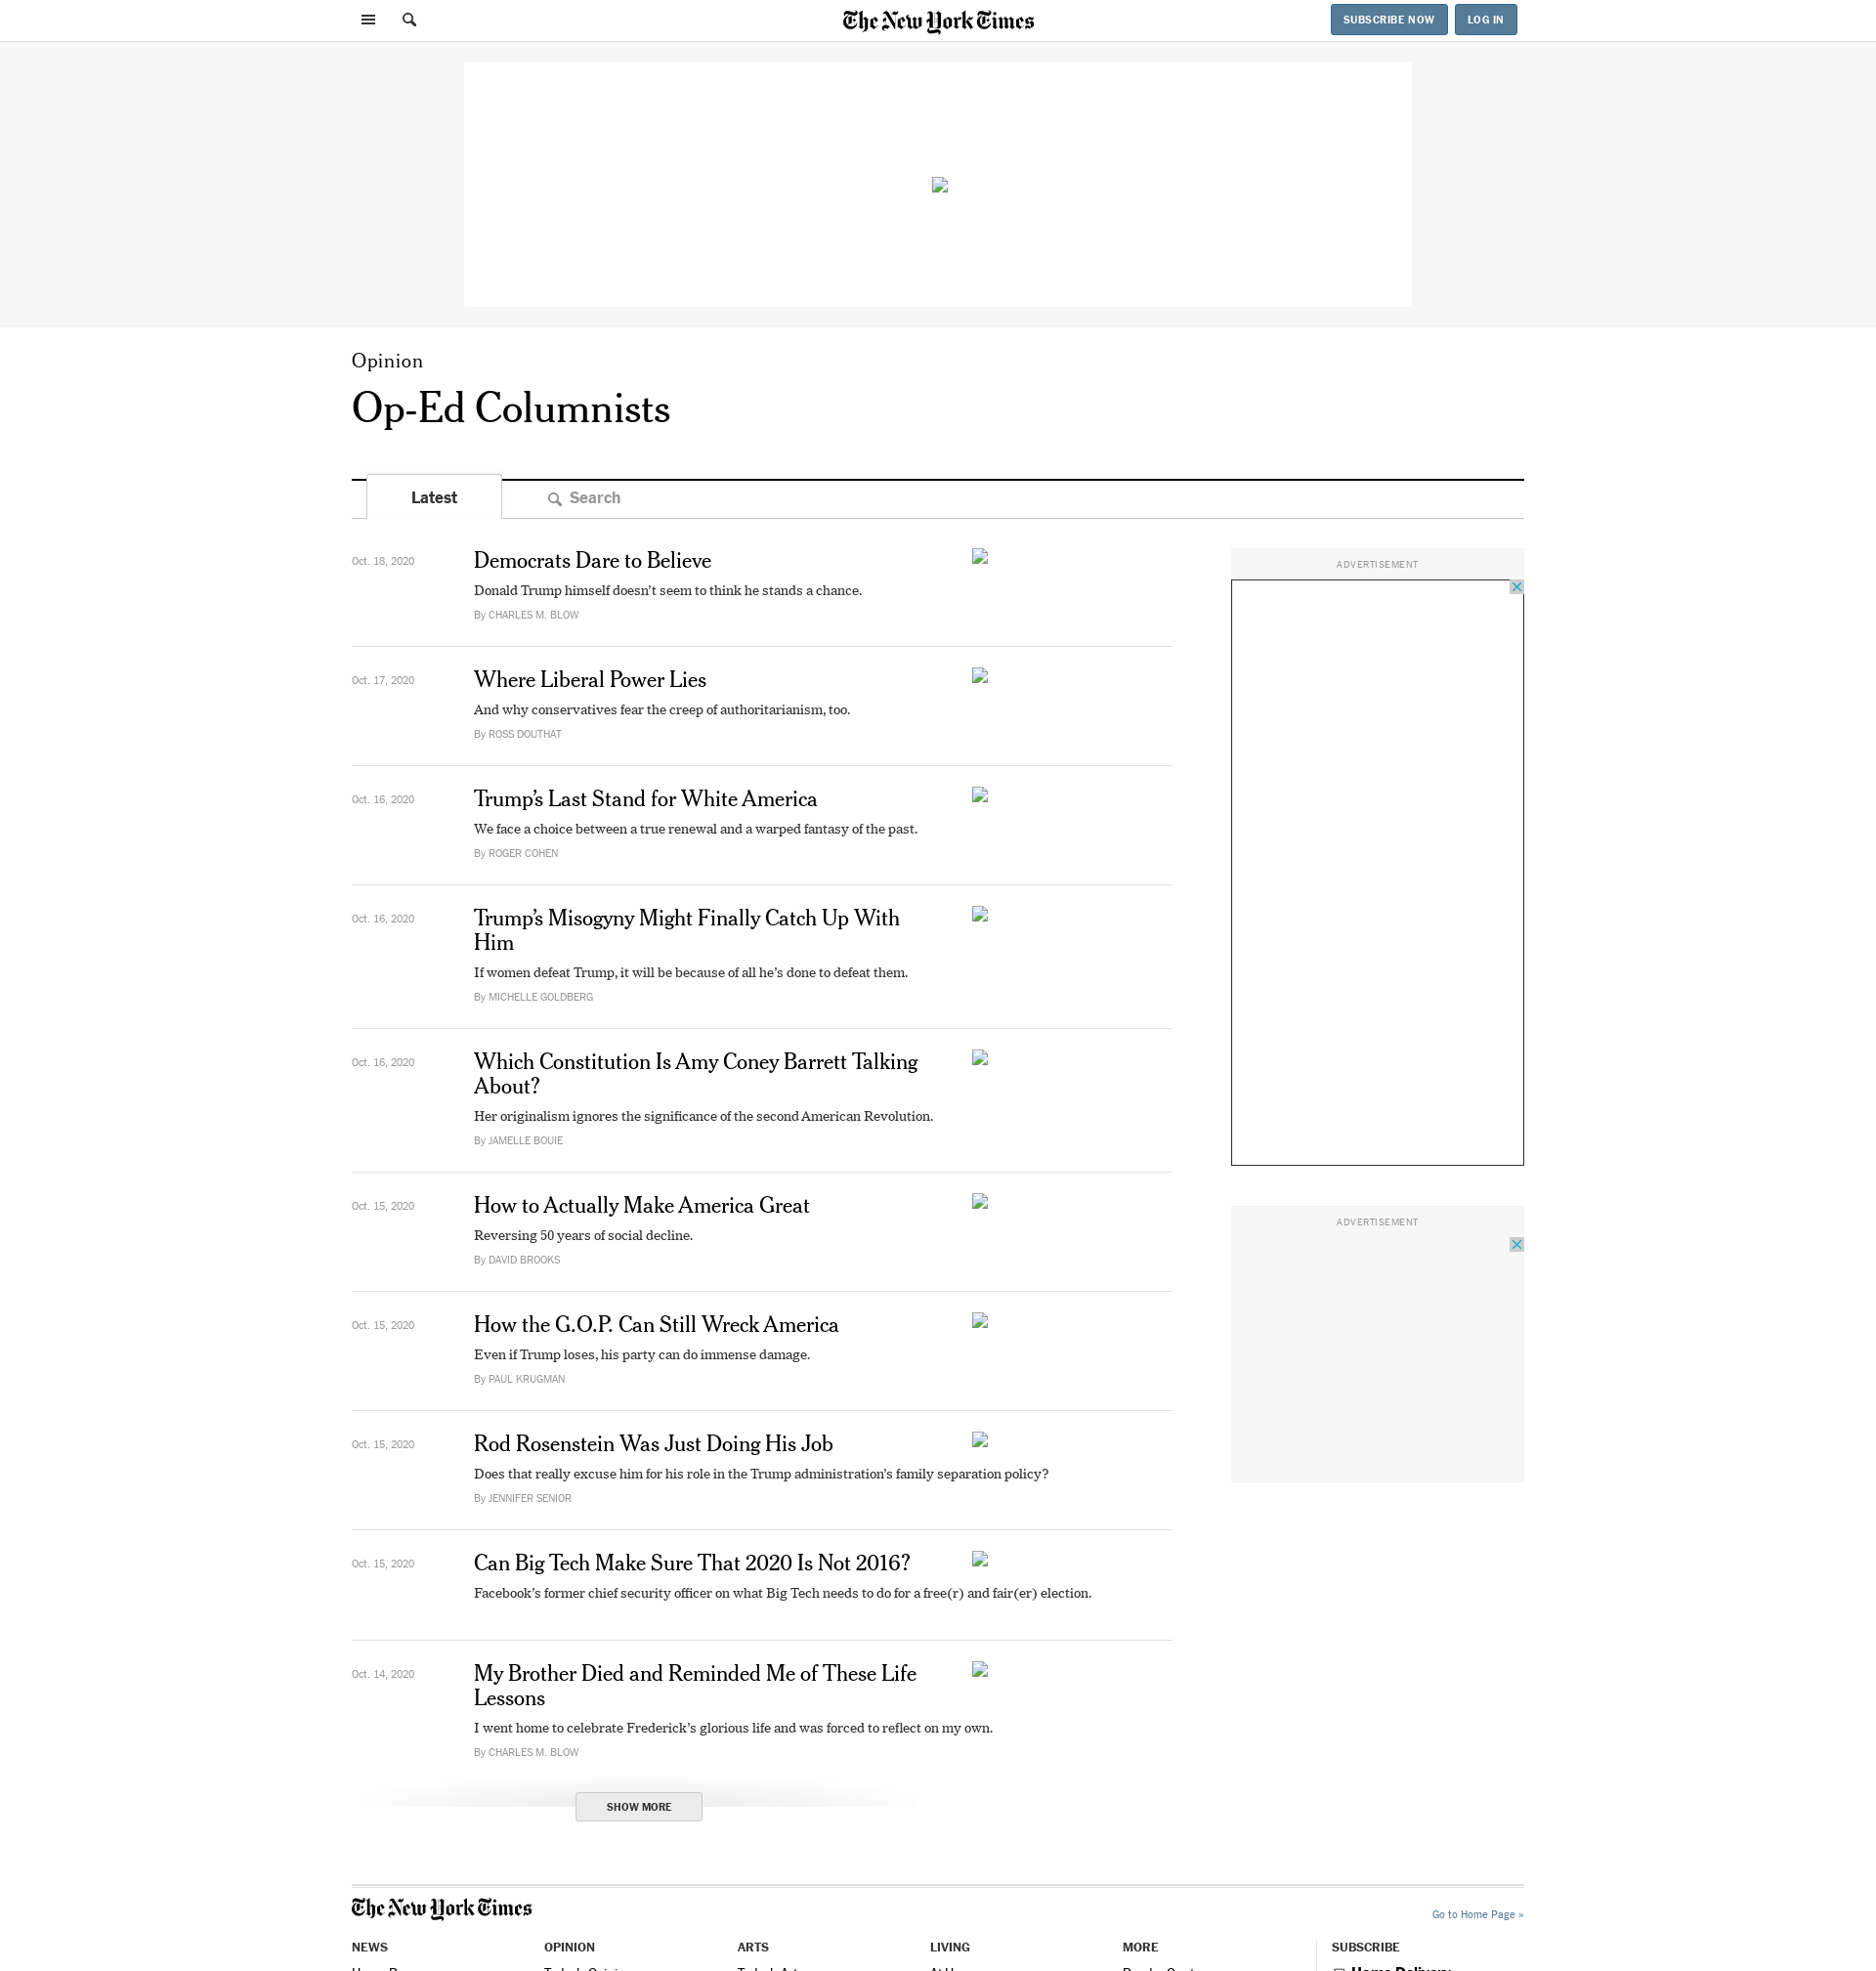 The New York Times
SUBSCRIBE NOW
LOG IN
Opinion
Op-Ed Columnists
Latest
Search
Oct. 18, 2020
Democrats Dare to Believe
Donald Trump himself doesn’t seem to think he stands a chance.
By CHARLES M. BLOW
Oct. 17, 2020
Where Liberal Power Lies
And why conservatives fear the creep of authoritarianism, too.
By ROSS DOUTHAT
Oct. 16, 2020
Trump’s Last Stand for White America
We face a choice between a true renewal and a warped fantasy of the past.
By ROGER COHEN
Oct. 16, 2020
Trump’s Misogyny Might Finally Catch Up With
Him
If women defeat Trump, it will be because of all he’s done to defeat them.
By MICHELLE GOLDBERG
Oct. 16, 2020
Which Constitution Is Amy Coney Barrett Talking
About?
Her originalism ignores the significance of the second American Revolution.
By JAMELLE BOUIE
Oct. 15, 2020
How to Actually Make America Great
Reversing 50 years of social decline.
By DAVID BROOKS
Oct. 15, 2020
How the G.O.P. Can Still Wreck America
Even if Trump loses, his party can do immense damage.
By PAUL KRUGMAN
Oct. 15, 2020
Rod Rosenstein Was Just Doing His Job
Does that really excuse him for his role in the Trump administration’s family separation policy?
By JENNIFER SENIOR
Oct. 15, 2020
Can Big Tech Make Sure That 2020 Is Not 2016?
Facebook’s former chief security officer on what Big Tech needs to do for a free(r) and fair(er) election.
Oct. 14, 2020
My Brother Died and Reminded Me of These Life
Lessons
I went home to celebrate Frederick’s glorious life and was forced to reflect on my own.
By CHARLES M. BLOW
SHOW MORE
ADVERTISEMENT
ADVERTISEMENT
The New York Times
Go to Home Page »
NEWS
OPINION
ARTS
LIVING
MORE
SUBSCRIBE
Home Delivery